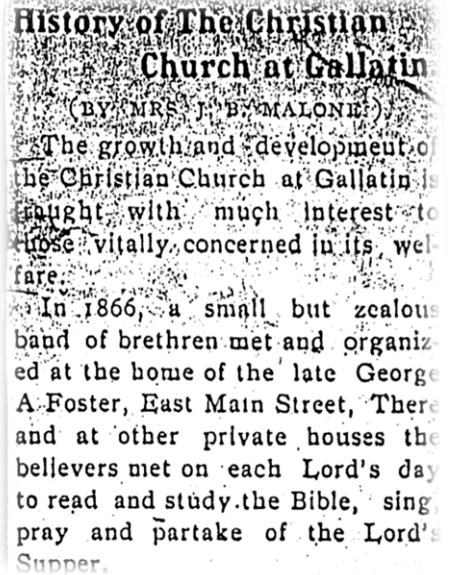 History of The Christian
Church at Gallatin
(BY MRS J. B. MALONE.)
The growth and development of
the Christian Church at Gallatin is
fraught with much interest to
those vitally concerned in its wel-
fare.
In 1866, a small but zealous
band of brethren met and organiz-
ed at the home of the late George
A. Foster, East Main Street, There
and at other private houses the
believers met on each Lord's day
to read and study the Bible, sing,
pray and partake of the Lord's
Supper.